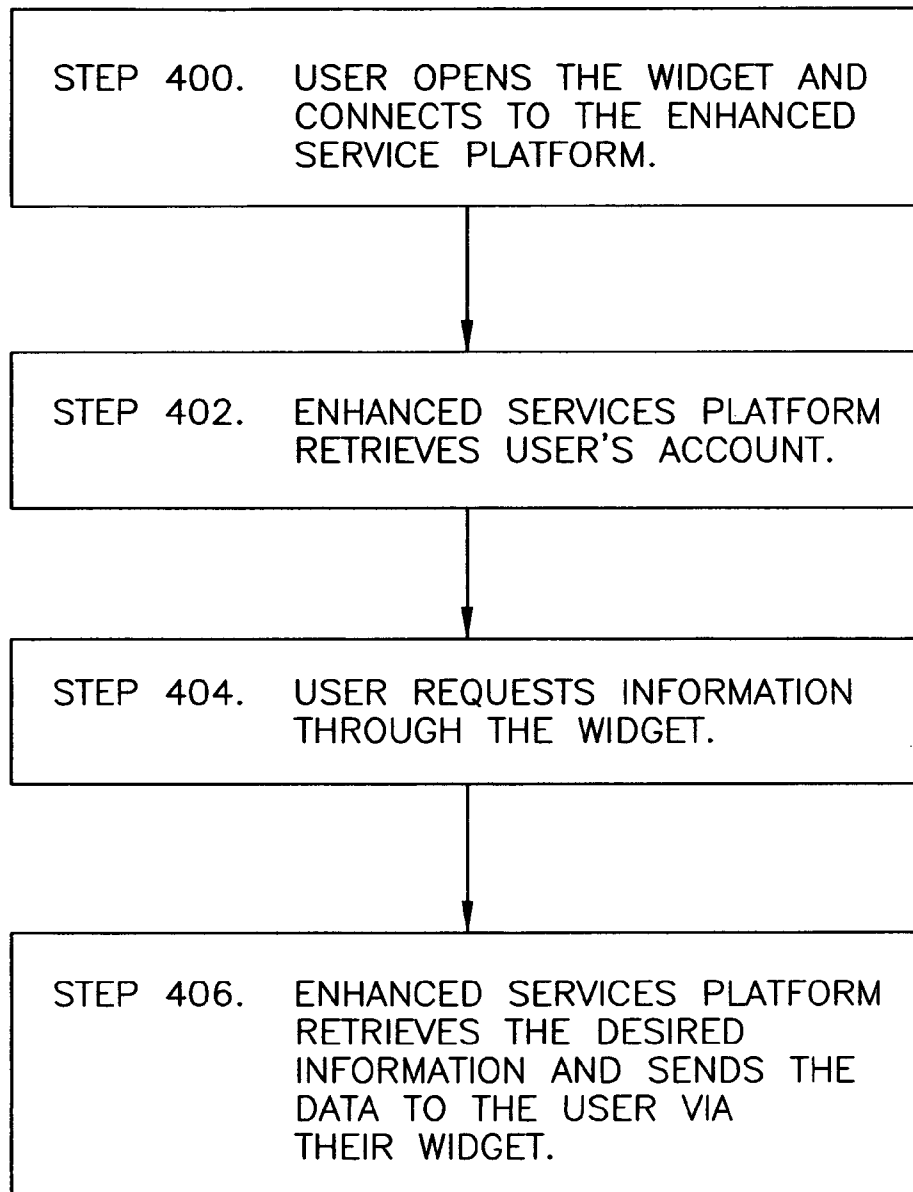 STEP 400. USER OPENS THE WIDGET AND
CONNECTS TO THE ENHANCED
SERVICE PLATFORM.
STEP 402. ENHANCED SERVICES PLATFORM
RETRIEVES USER'S ACCOUNT.
STEP 404. USER REQUESTS INFORMATION
THROUGH THE WIDGET.
STEP 406. ENHANCED SERVICES PLATFORM
RETRIEVES THE DESIRED
INFORMATION AND SENDS THE
DATA TO THE USER VIA
THEIR WIDGET.